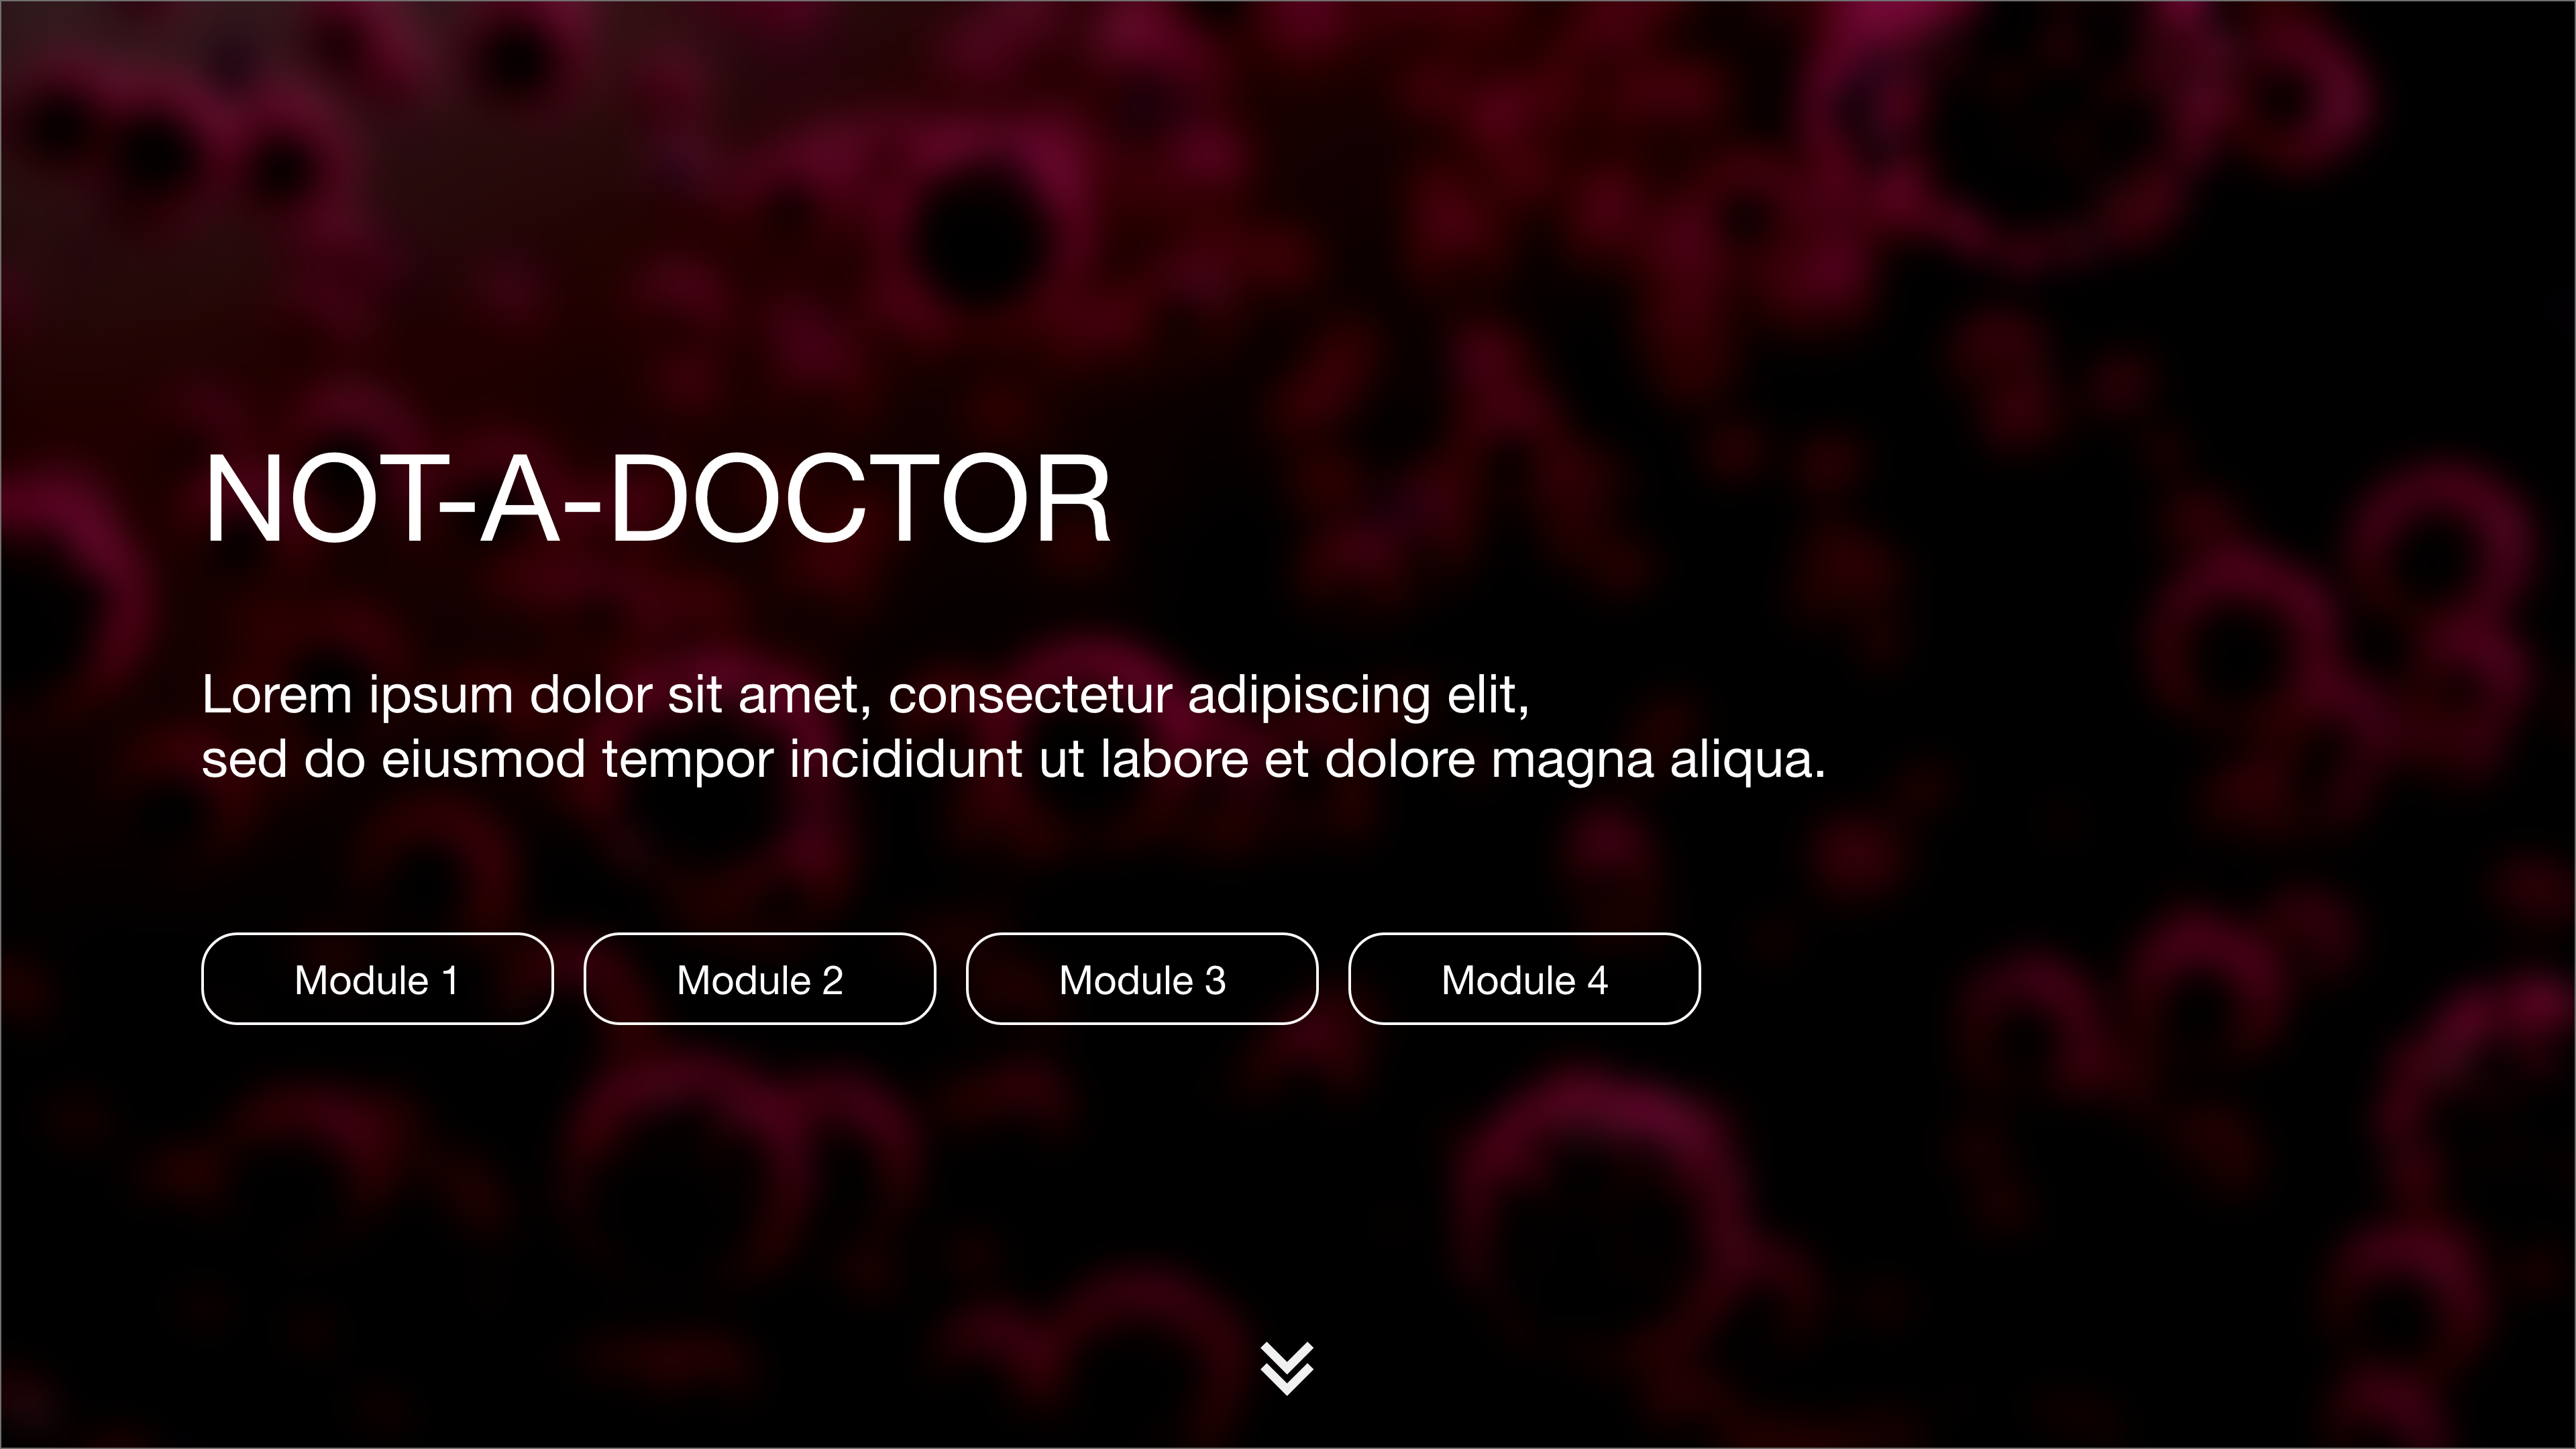 NOT-A-DOCTOR
Lorem ipsum dolor sit amet, consectetur adipiscing elit,
sed do eiusmod tempor incididunt ut labore et dolore magna aliqua.
Module 1
Module 2
Module 3
Module 4